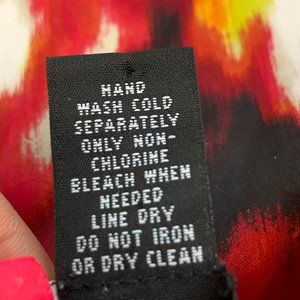 HAND
WASH COLD
SEPARATELY
ONLY NON-
CHLORINE
BLEACH WHEN
NEEDED
LINE DRY
DO NOT IRON
OR DRY CLEAN